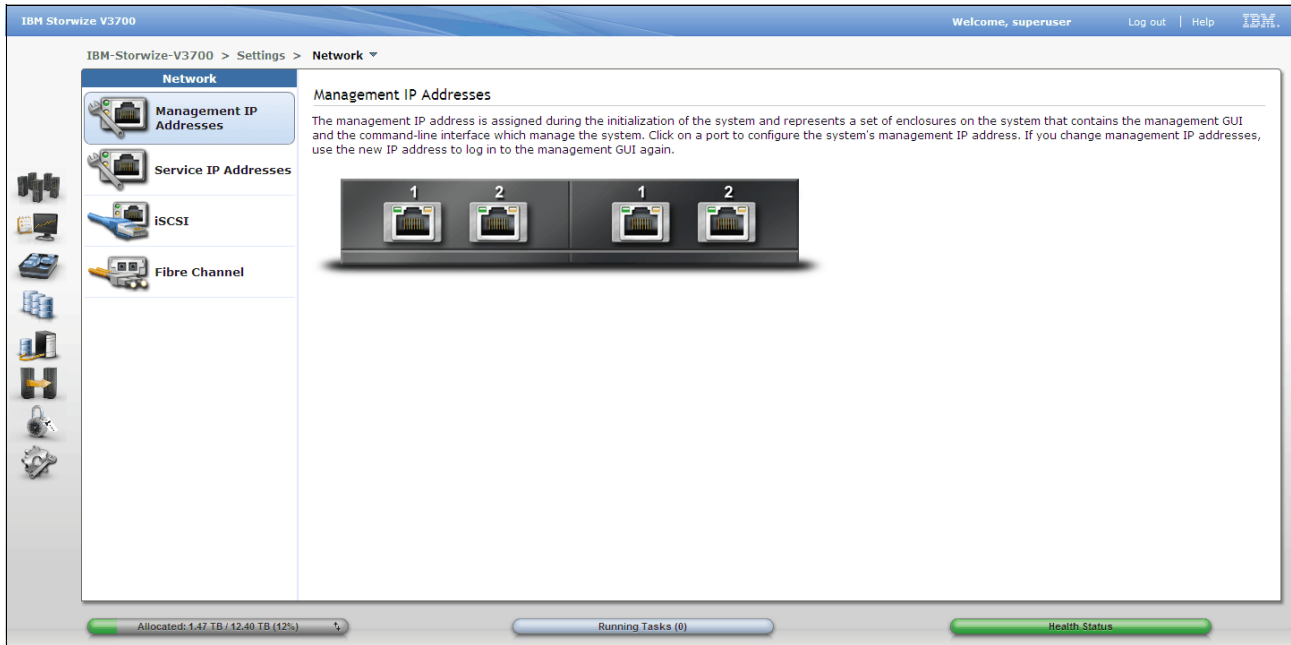 IBM Storwize V3700
Welcome, superuser
Log out | Help
IBM.
IBM-Storwize-V3700 > Settings > Network
Network
Management IP
Addresses
Service IP Addresses
iSCSI
Fibre Channel
Management IP Addresses
The management IP address is assigned during the initialization of the system and represents a set of enclosures on the system that contains the management GUI
and the command-line interface which manage the system. Click on a port to configure the system's management IP address. If you change management IP addresses,
use the new IP address to log in to the management GUI again.
1 2 1 2
Allocated: 1.47 TB / 12.40 TB (12%)
Running Tasks (0)
Health Status